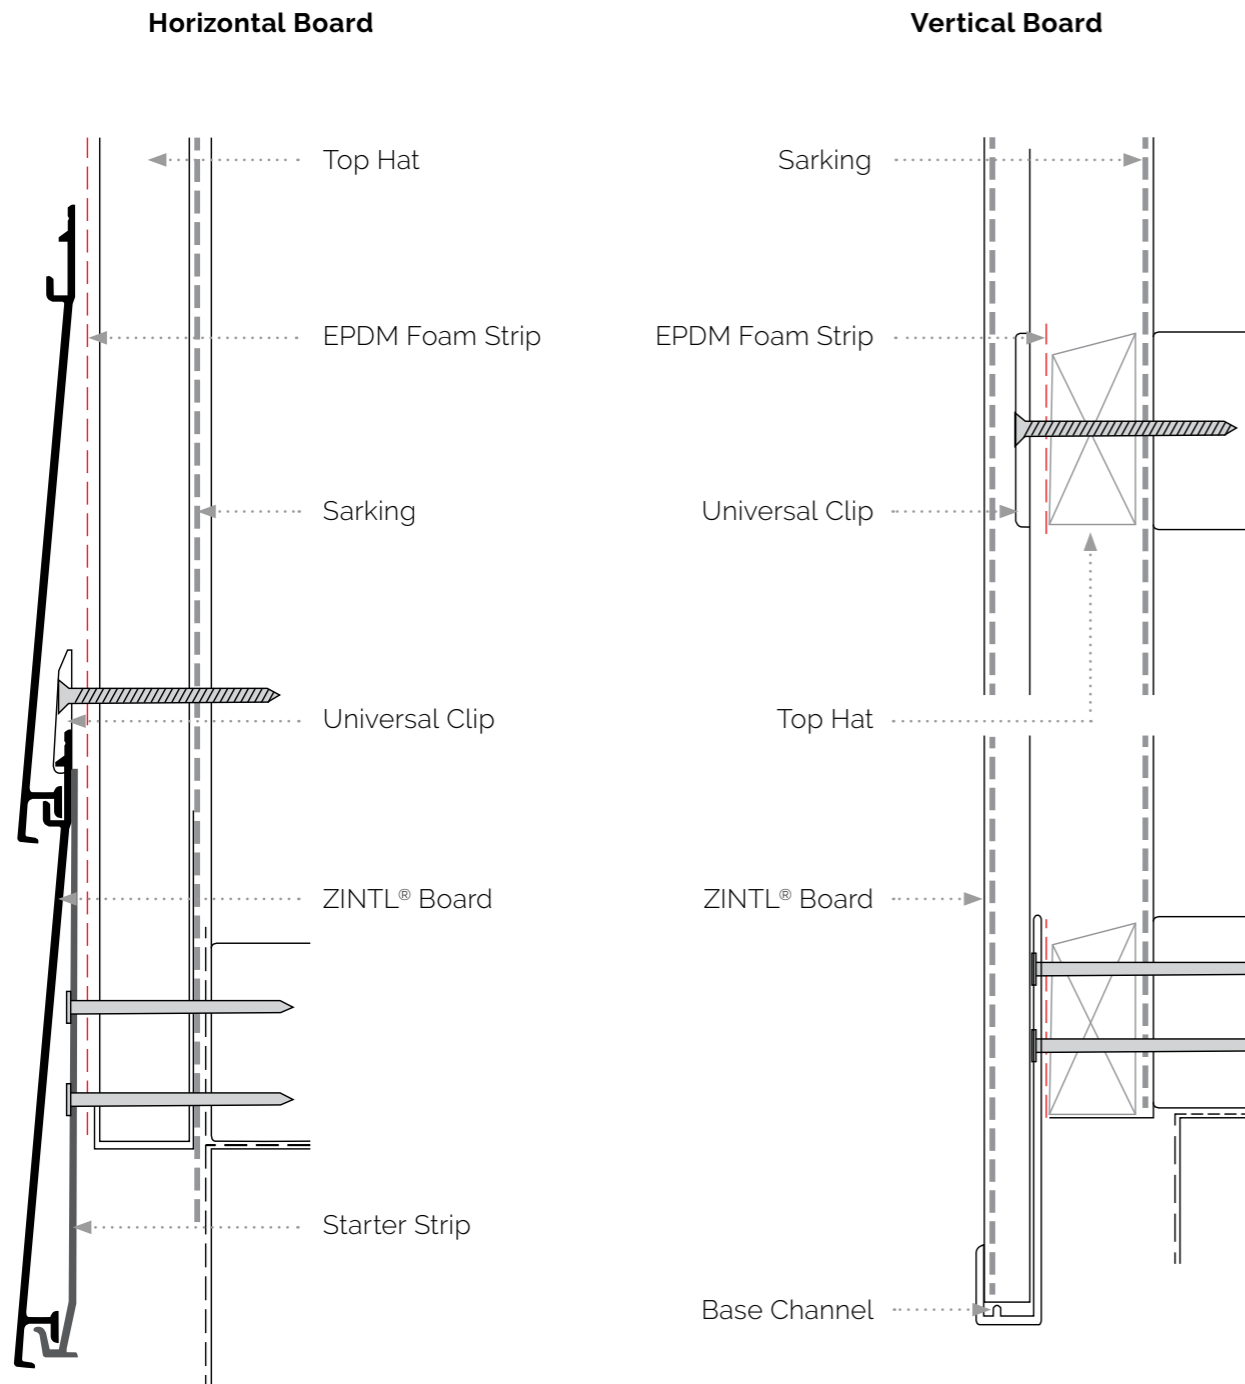 Horizontal Board
Top Hat
EPDM Foam Strip
Sarking
Universal Clip
ZINTL® Board
Starter Strip
Vertical Board
Sarking
EPDM Foam Strip
Universal Clip
Top Hat
ZINTL® Board
Base Channel